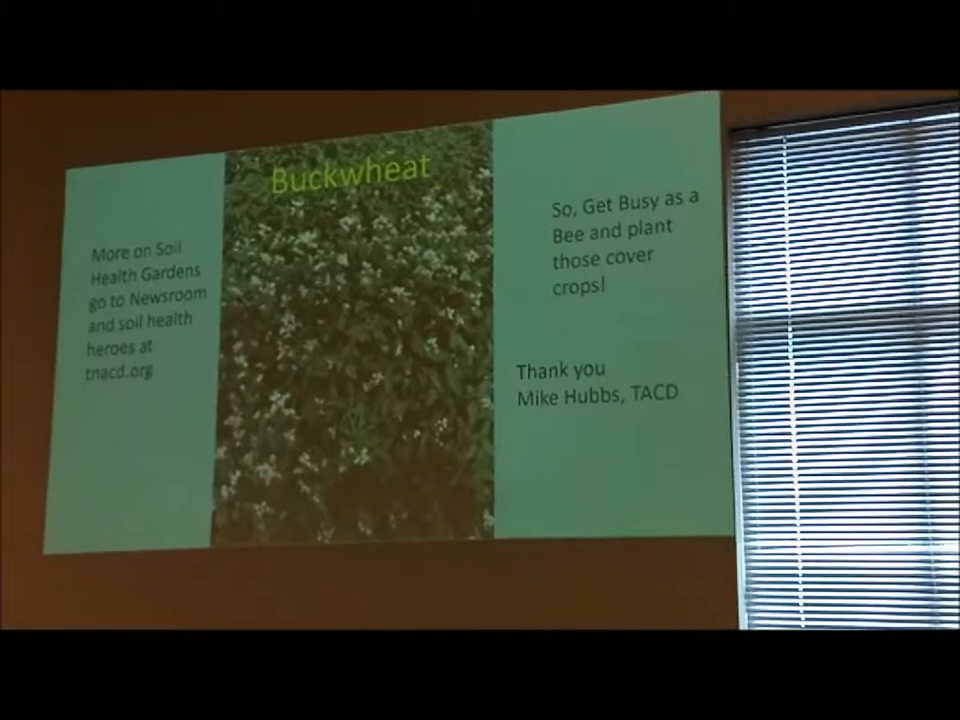 Buckwheat
More on Soil
Health Gardens
go to Newsroom
and soil health
heroes at
tnacd.org
So, Get Busy as a
Bee and plant
those cover
crops!
Thank you
Mike Hubbs, TACD